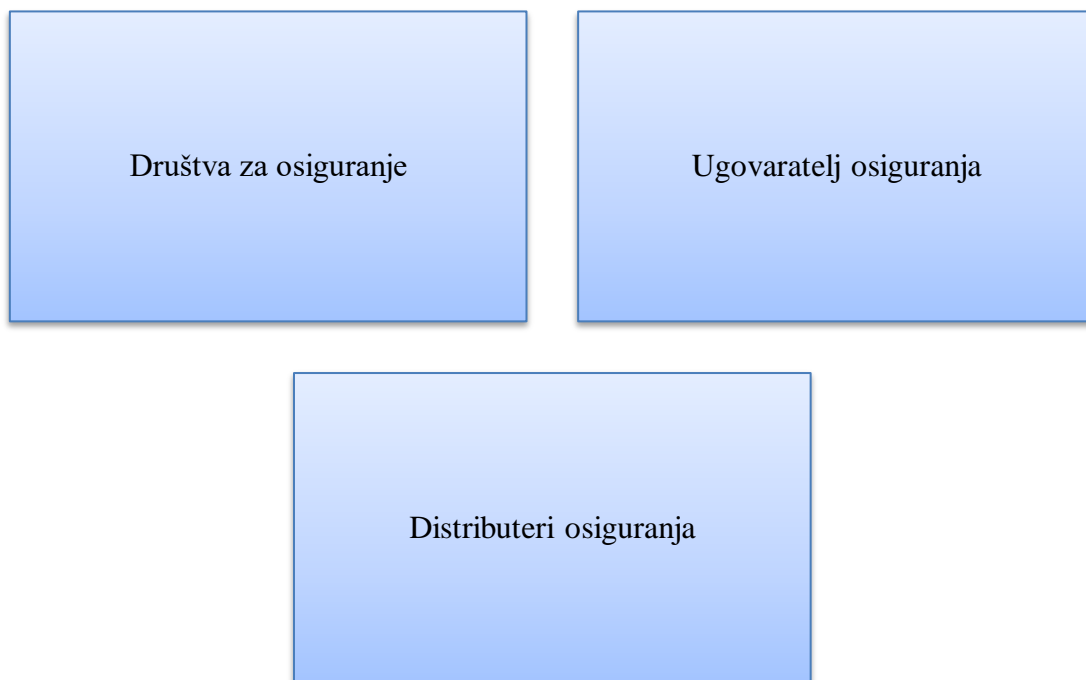 Društva za osiguranje
Ugovaratelj osiguranja
Distributeri osiguranja